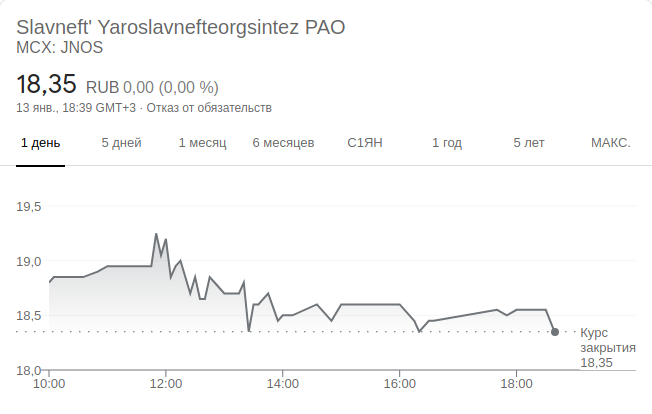 Slavneft' Yaroslavnefteorgsintez PAO
MCX: JNOS
18,35 RUB 0,00 (0,00 %)
13 янв., 18:39 GMT+3 · Отказ от обязательств
1 день 5 дней 1 месяц 6 месяцев С1ЯН 1 год 5 лет МАКС.
19,5
19,0
18,5
Курс
закрытия
18,35
18,0
10:00 12:00 14:00 16:00 18:00